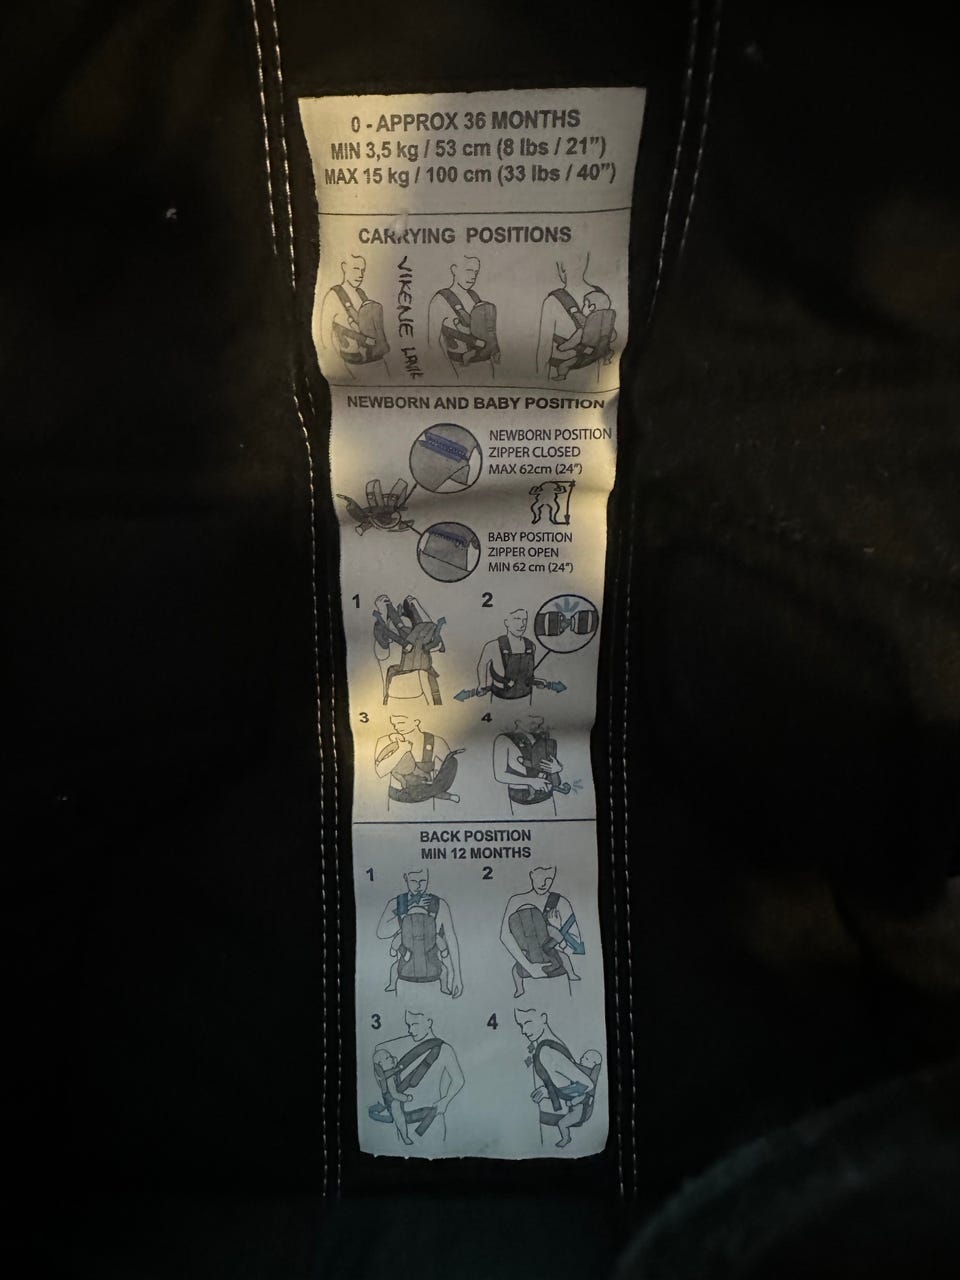 0 - APPROX 36 MONTHS
MIN 3,5 kg / 53 cm (8 lbs / 21")
MAX 15 kg / 100 cm (33 lbs / 40")
CARRYING POSITIONS
VIKENE
NEWBORN AND BABY POSITION
NEWBORN POSITION
ZIPPER CLOSED
MAX 62cm (24")
BABY POSITION
ZIPPER OPEN
MIN 62 cm (24")
1
2
3
4
BACK POSITION
MIN 12 MONTHS
1
2
3
4